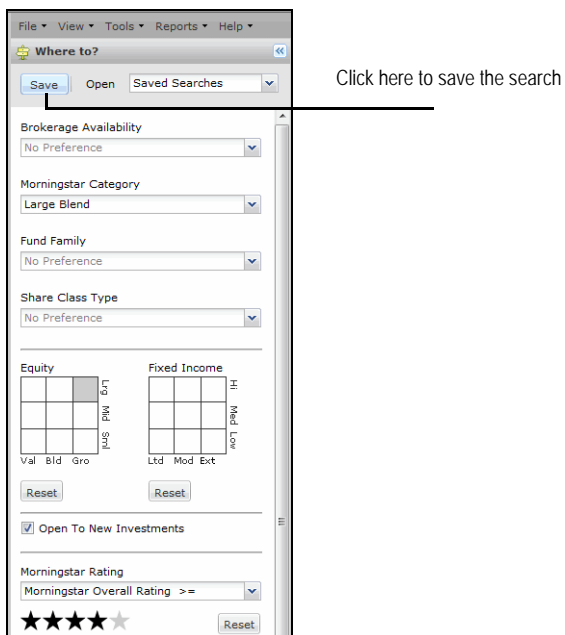 File View Tools Reports Help
Where to?
Save Open Saved Searches
Click here to save the search
Brokerage Availability
No Preference
Morningstar Category
Large Blend
Fund Family
No Preference
Share Class Type
No Preference
Equity Fixed Income
Lrg Mid Sml
Hi Med Low
Val Bld Gro Ltd Mod Ext
Reset Reset
Open To New Investments
Morningstar Rating
Morningstar Overall Rating >=
Reset